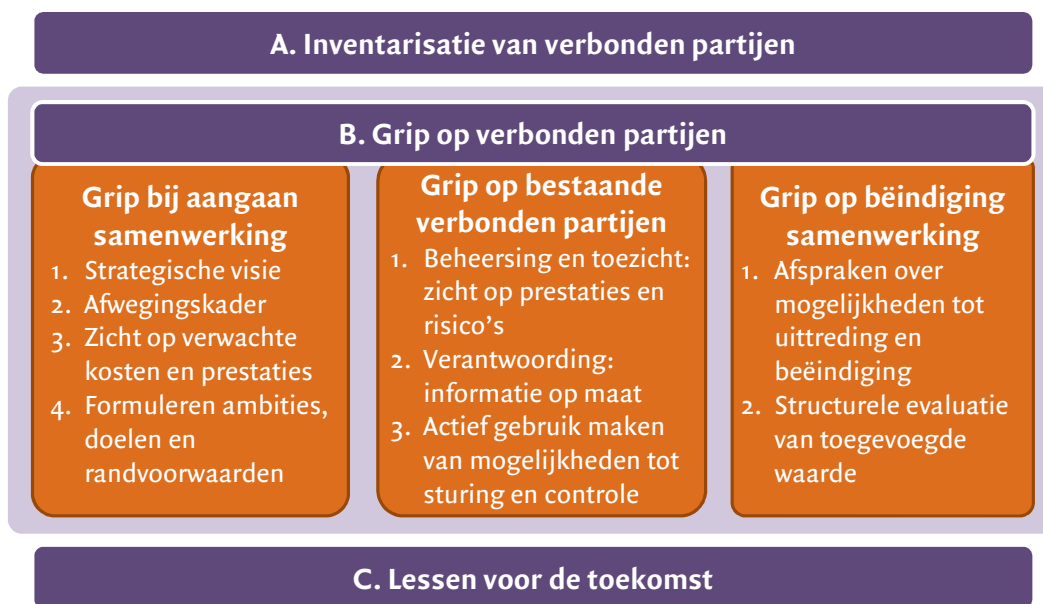 A. Inventarisatie van verbonden partijen
B. Grip op verbonden partijen
Grip bij aangaan
samenwerking
1. Strategische visie
2. Afwegingskader
3. Zicht op verwachte
kosten en prestaties
4. Formuleren ambities,
doelen en
randvoorwaarden
Grip op bestaande
verbonden partijen
1. Beheersing en toezicht:
zicht op prestaties en
risico's
2. Verantwoording:
informatie op maat
3. Actief gebruik maken
van mogelijkheden tot
sturing en controle
Grip op bëindiging
samenwerking
1. Afspraken over
mogelijkheden tot
uittreding en
beëindiging
2. Structurele evaluatie
van toegevoegde
waarde
C. Lessen voor de toekomst